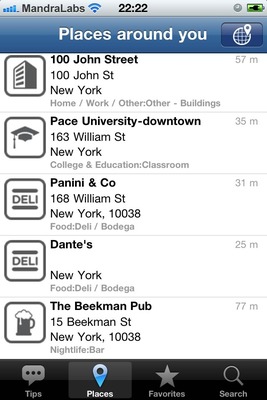 MandraLabs 22:22
Places around you
100 John Street 57 m
100 John St
New York
Home / Work / Other:Other - Buildings
Pace University-downtown 35 m
163 William St
New York
College & Education:Classroom
DELI
Panini & Co 31 m
168 William St
New York, 10038
Food:Deli / Bodega
DELI
Dante's 25 m
New York
Food:Deli / Bodega
The Beekman Pub 77 m
15 Beekman St
New York, 10038
Nightlife:Bar
Tips Places Favorites Search